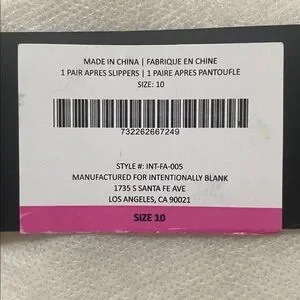 MADE IN CHINA | FABRIQUE EN CHINE
1 PAIR APRES SLIPPERS | 1 PAIRE APRES PANTOUFLE
SIZE: 10
732262667249
STYLE #: INT-FA-005
MANUFACTURED FOR INTENTIONALLY BLANK
1735 S SANTA FE AVE
LOS ANGELES, CA 90021
SIZE 10